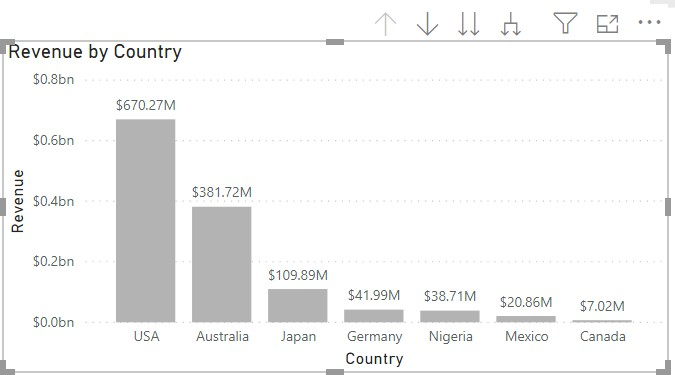 Revenue by Country
$0.8bn
$0.6bn
$0.4bn
$0.2bn
$0.0bn
Revenue
$670.27M
$381.72M
$109.89M
$41.99M
$38.71M
$20.86M
$7.02M
USA Australia Japan Germany Nigeria Mexico Canada
Country